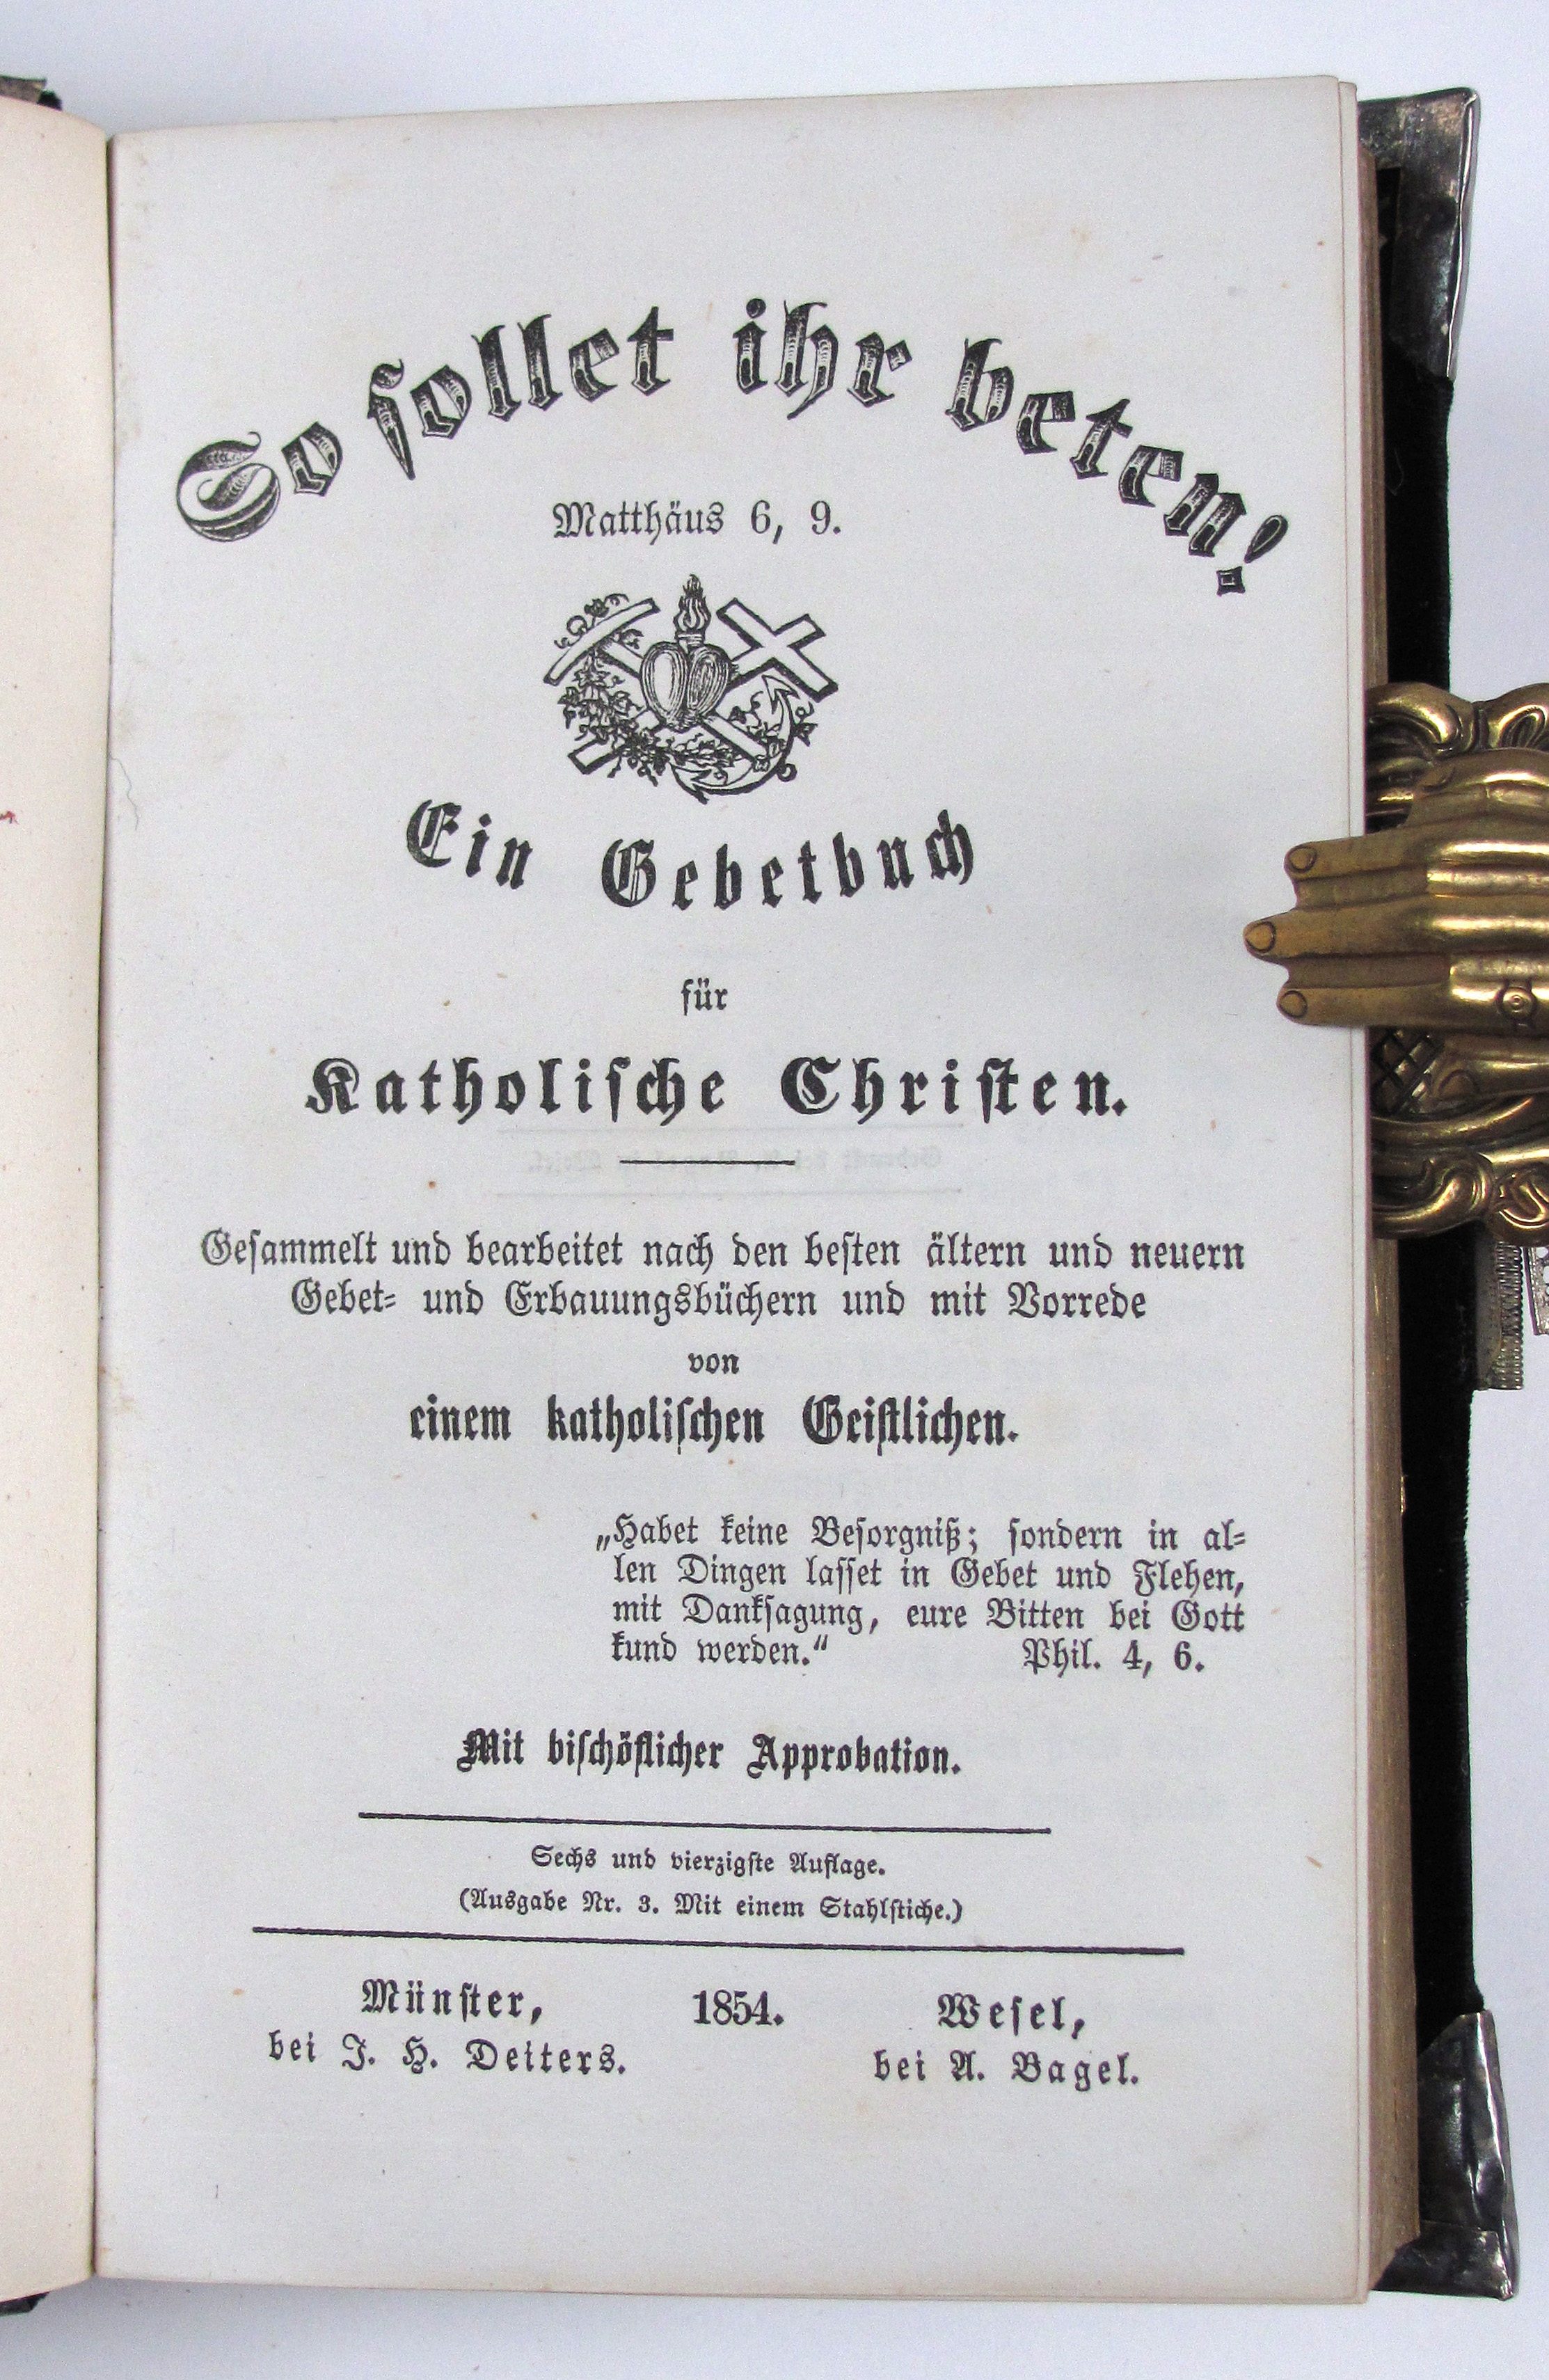 So sollet ihr beten!
Matthäus 6, 9.
Ein Gebetbuch
für
Katholische Christen.
Gesammelt und bearbeitet nach den besten ältern und neuern
Gebet- und Erbauungsbüchern und mit Vorrede
von
einem katholischen Geistlichen.
„Habet keine Besorgniß; sondern in al-
len Dingen lasset in Gebet und Flehen,
mit Danksagung, eure Bitten bei Gott
kund werden.“ Phil. 4, 6.
Mit bischöflicher Approbation.
Sechs und vierzigste Auflage.
(Ausgabe Nr. 3. Mit einem Stahlstiche.)
Münster, 1854. Wesel,
bei J. H. Deiters. bei A. Bagel.